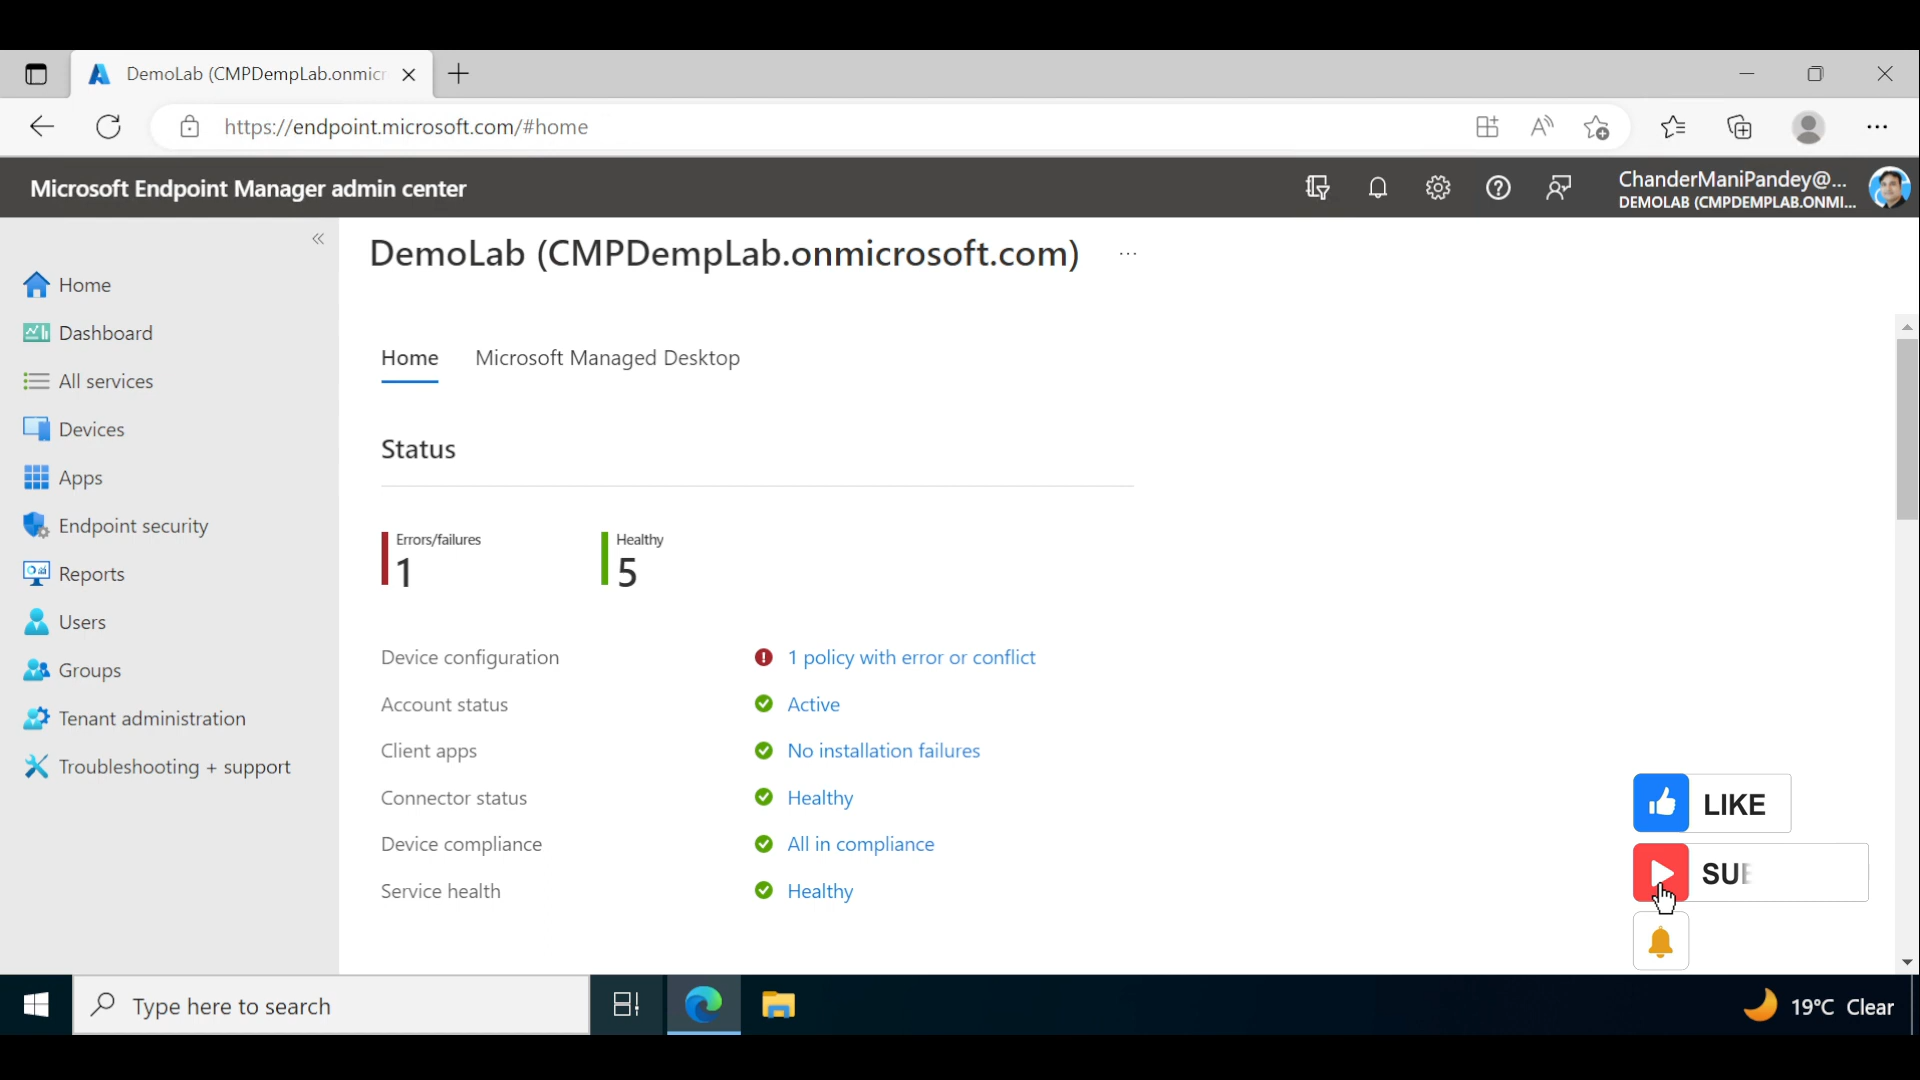 DemoLab (CMPDempLab.onmicr
https://endpoint.microsoft.com/#home
Microsoft Endpoint Manager admin center
ChanderManiPandey@...
DEMOLAB (CMPDEMPLAB.ONMI...
DemoLab (CMPDempLab.onmicrosoft.com)
...
Home
Dashboard
All services
Devices
Apps
Endpoint security
Reports
Users
Groups
Tenant administration
Troubleshooting + support
Home Microsoft Managed Desktop
Status
Errors/failures
1
Healthy
5
Device configuration 1 policy with error or conflict
Account status Active
Client apps No installation failures
Connector status Healthy
Device compliance All in compliance
Service health Healthy
LIKE
SUB
Type here to search
19°C Clear